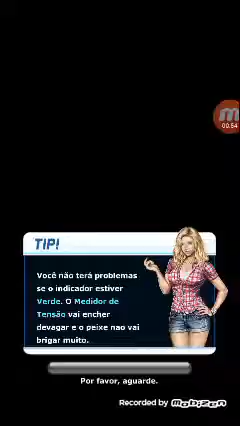 00:54
TIP!
Você não terá problemas
se o indicador estiver
Verde. O Medidor de
Tensão vai encher
devagar e o peixe nao vai
brigar muito.
Por favor, aguarde.
Recorded by Mobizen